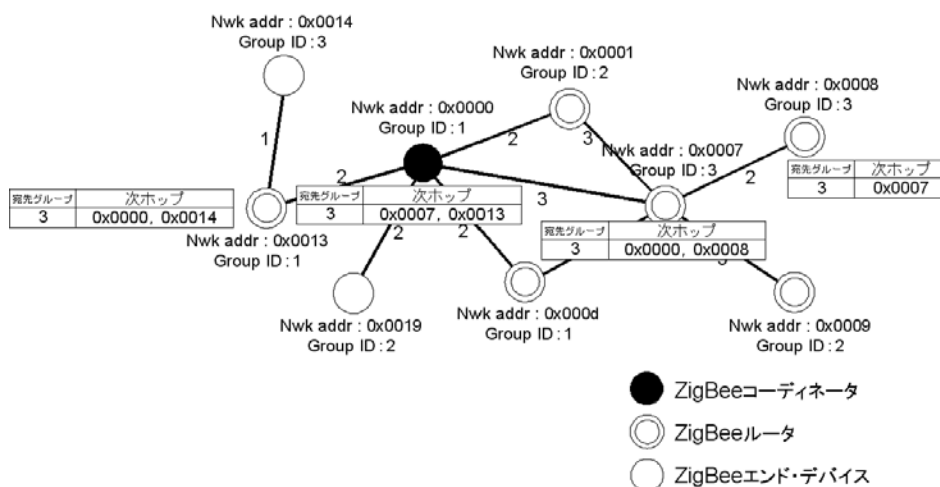 Nwk addr : 0x0014
Group ID : 3
Nwk addr : 0x0001
Group ID : 2
Nwk addr : 0x0008
Group ID : 3
Nwk addr : 0x0000
Group ID : 1
1
2
3
Nwk addr : 0x0007
Group ID : 3
2
2
3
宛先グループ 次ホップ
3 0x0007
宛先グループ 次ホップ
3 0x0000, 0x0014
宛先グループ 次ホップ
3 0x0007, 0x0013
宛先グループ 次ホップ
3 0x0000, 0x0008
2
2
Nwk addr : 0x0013
Group ID : 1
Nwk addr : 0x0019
Group ID : 2
Nwk addr : 0x000d
Group ID : 1
Nwk addr : 0x0009
Group ID : 2
ZigBeeコーディネータ
ZigBeeルータ
ZigBeeエンド・デバイス